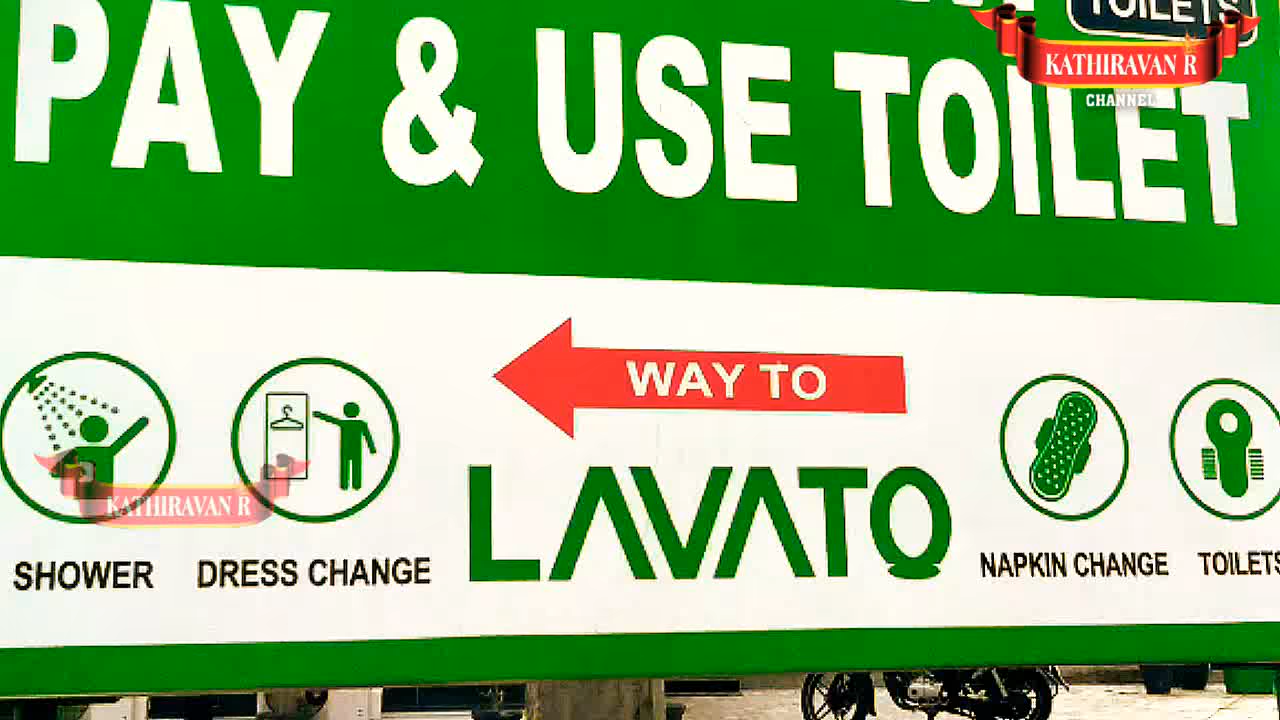 TOILETS
KATHIRAVAN R
CHANNEL
PAY & USE TOILET
WAY TO
LAVATO
KATHIRAVAN R
SHOWER
DRESS CHANGE
NAPKIN CHANGE
TOILETS